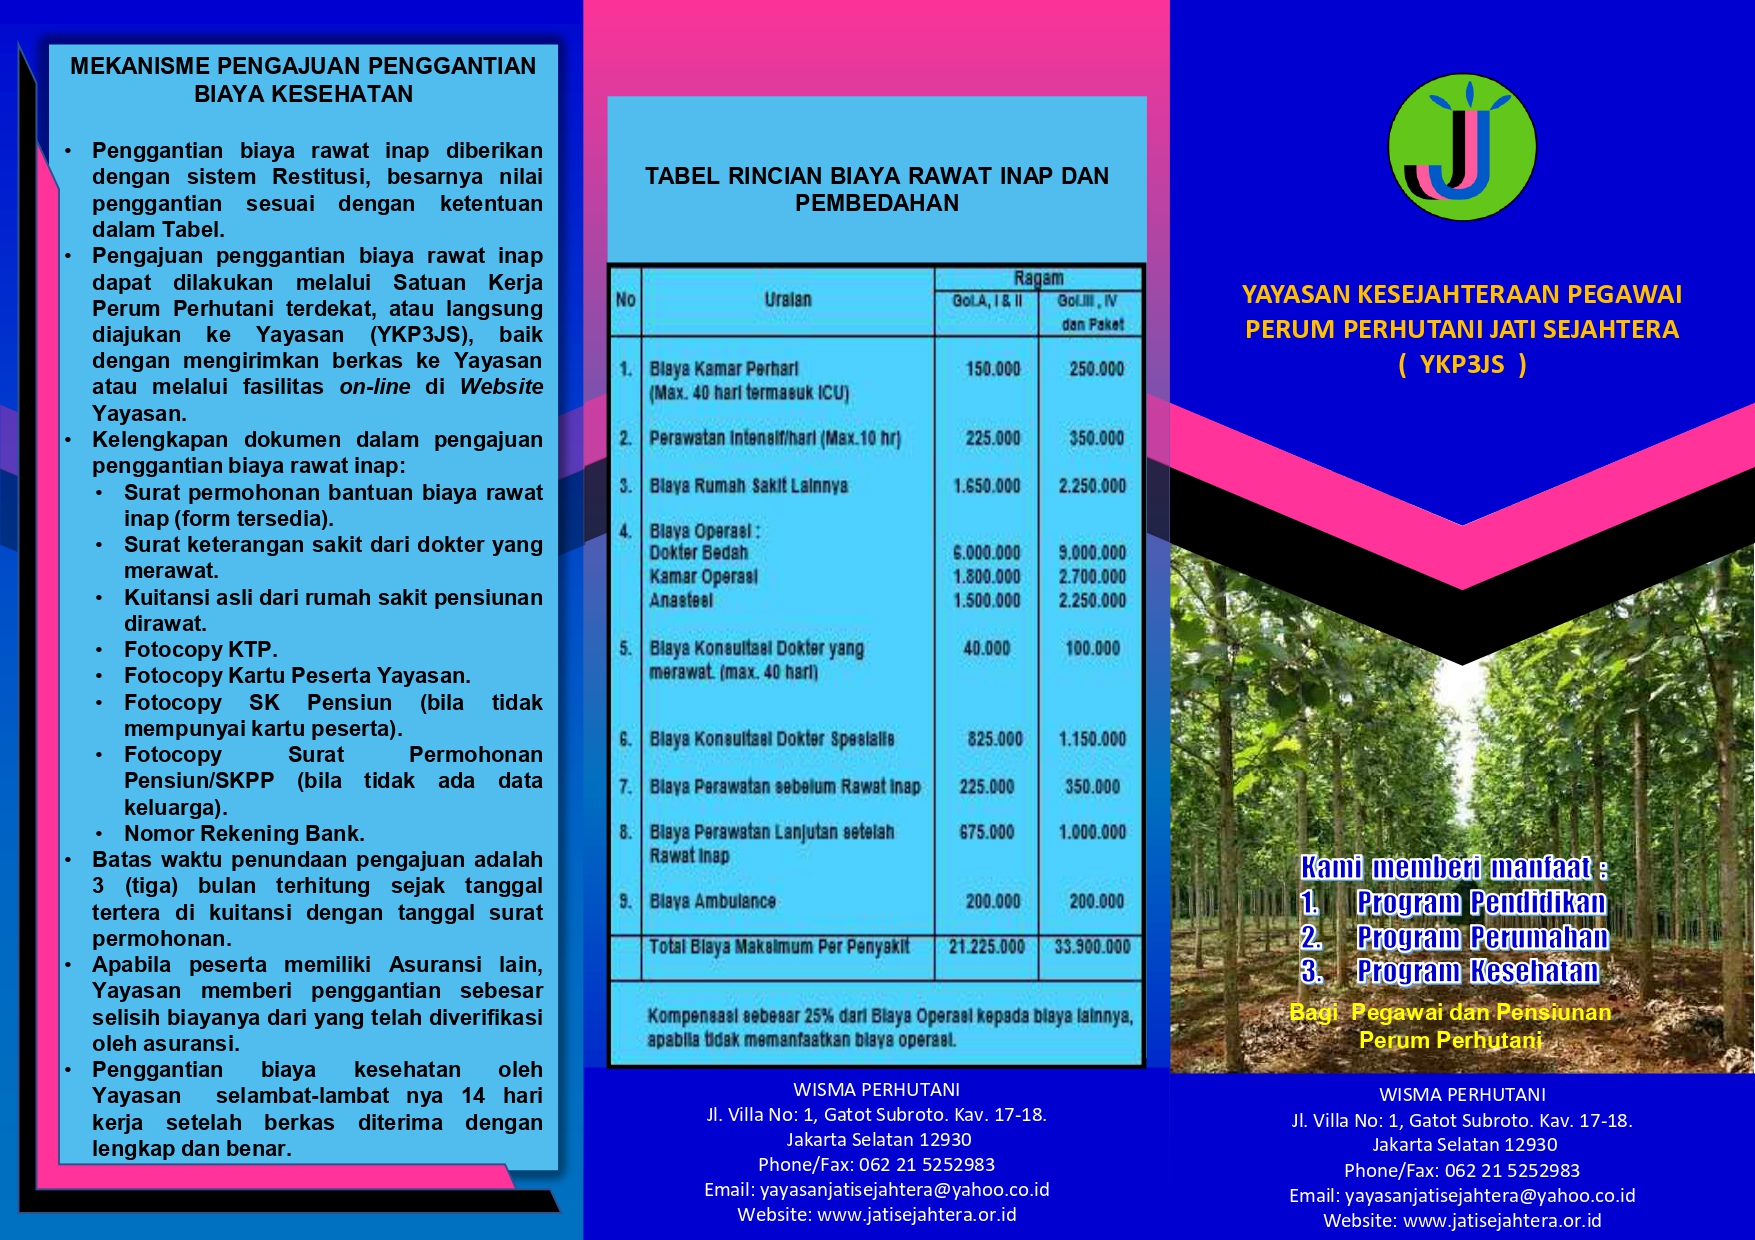 MEKANISME PENGAJUAN PENGGANTIAN
BIAYA KESEHATAN
• Penggantian biaya rawat inap diberikan
dengan sistem Restitusi, besarnya nilai
penggantian sesuai dengan ketentuan
dalam Tabel.
• Pengajuan penggantian biaya rawat inap
dapat dilakukan melalui Satuan Kerja
Perum Perhutani terdekat, atau langsung
diajukan ke Yayasan (YKP3JS), baik
dengan mengirimkan berkas ke Yayasan
atau melalui fasilitas on-line di Website
Yayasan.
• Kelengkapan dokumen dalam pengajuan
penggantian biaya rawat inap:
• Surat permohonan bantuan biaya rawat
inap (form tersedia).
• Surat keterangan sakit dari dokter yang
merawat.
• Kuitansi asli dari rumah sakit pensiunan
dirawat.
• Fotocopy KTP.
• Fotocopy Kartu Peserta Yayasan.
• Fotocopy SK Pensiun (bila tidak
mempunyai kartu peserta).
• Fotocopy Surat Permohonan
Pensiun/SKPP (bila tidak ada data
keluarga).
• Nomor Rekening Bank.
• Batas waktu penundaan pengajuan adalah
3 (tiga) bulan terhitung sejak tanggal
tertera di kuitansi dengan tanggal surat
permohonan.
• Apabila peserta memiliki Asuransi lain,
Yayasan memberi penggantian sebesar
selisih biayanya dari yang telah diverifikasi
oleh asuransi.
• Penggantian biaya kesehatan oleh
Yayasan selambat-lambat nya 14 hari
kerja setelah berkas diterima dengan
lengkap dan benar.
TABEL RINCIAN BIAYA RAWAT INAP DAN
PEMBEDAHAN
No Uraian Ragam
Gol.A, I & II Gol.III , IV
dan Paket
1. Biaya Kamar Perhari 150.000 250.000
(Max. 40 hari termasuk ICU)
2. Perawatan Intensif/hari (Max.10 hr) 225.000 350.000
3. Biaya Rumah Sakit Lainnya 1.650.000 2.250.000
4. Biaya Operasi :
Dokter Bedah 6.000.000 9.000.000
Kamar Operasi 1.800.000 2.700.000
Anastesi 1.500.000 2.250.000
5. Biaya Konsultasi Dokter yang 40.000 100.000
merawat. (max. 40 hari)
6. Biaya Konsultasi Dokter Spesialis 825.000 1.150.000
7. Biaya Perawatan sebelum Rawat Inap 225.000 350.000
8. Biaya Perawatan Lanjutan setelah 675.000 1.000.000
Rawat Inap
9. Biaya Ambulance 200.000 200.000
Total Biaya Maksimum Per Penyakit 21.225.000 33.900.000
Kompensasi sebesar 25% dari Biaya Operasi kepada biaya lainnya,
apabila tidak memanfaatkan biaya operasi.
WISMA PERHUTANI
Jl. Villa No: 1, Gatot Subroto. Kav. 17-18.
Jakarta Selatan 12930
Phone/Fax: 062 21 5252983
Email: yayasanjatisejahtera@yahoo.co.id
Website: www.jatisejahtera.or.id
YAYASAN KESEJAHTERAAN PEGAWAI
PERUM PERHUTANI JATI SEJAHTERA
( YKP3JS )
Kami memberi manfaat :
1. Program Pendidikan
2. Program Perumahan
3. Program Kesehatan
Bagi Pegawai dan Pensiunan
Perum Perhutani
WISMA PERHUTANI
Jl. Villa No: 1, Gatot Subroto. Kav. 17-18.
Jakarta Selatan 12930
Phone/Fax: 062 21 5252983
Email: yayasanjatisejahtera@yahoo.co.id
Website: www.jatisejahtera.or.id